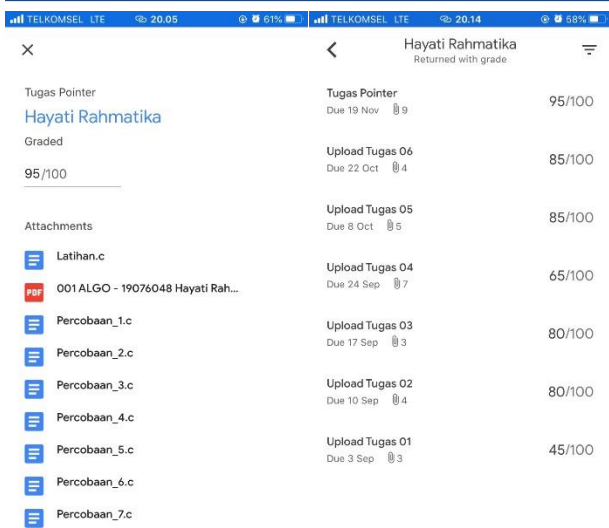 TELKOMSEL LTE 20.05 61%
Tugas Pointer
Hayati Rahmatika
Graded
95/100
Attachments
Latihan.c
PDF 001 ALGO - 19076048 Hayati Rah...
Percobaan_1.c
Percobaan_2.c
Percobaan_3.c
Percobaan_4.c
Percobaan_5.c
Percobaan_6.c
Percobaan_7.c
TELKOMSEL LTE 20.14 58%
Hayati Rahmatika
Returned with grade
Tugas Pointer
Due 19 Nov 9
95/100
Upload Tugas 06
Due 22 Oct 4
85/100
Upload Tugas 05
Due 8 Oct 5
85/100
Upload Tugas 04
Due 24 Sep 7
65/100
Upload Tugas 03
Due 17 Sep 3
80/100
Upload Tugas 02
Due 10 Sep 4
80/100
Upload Tugas 01
Due 3 Sep 3
45/100